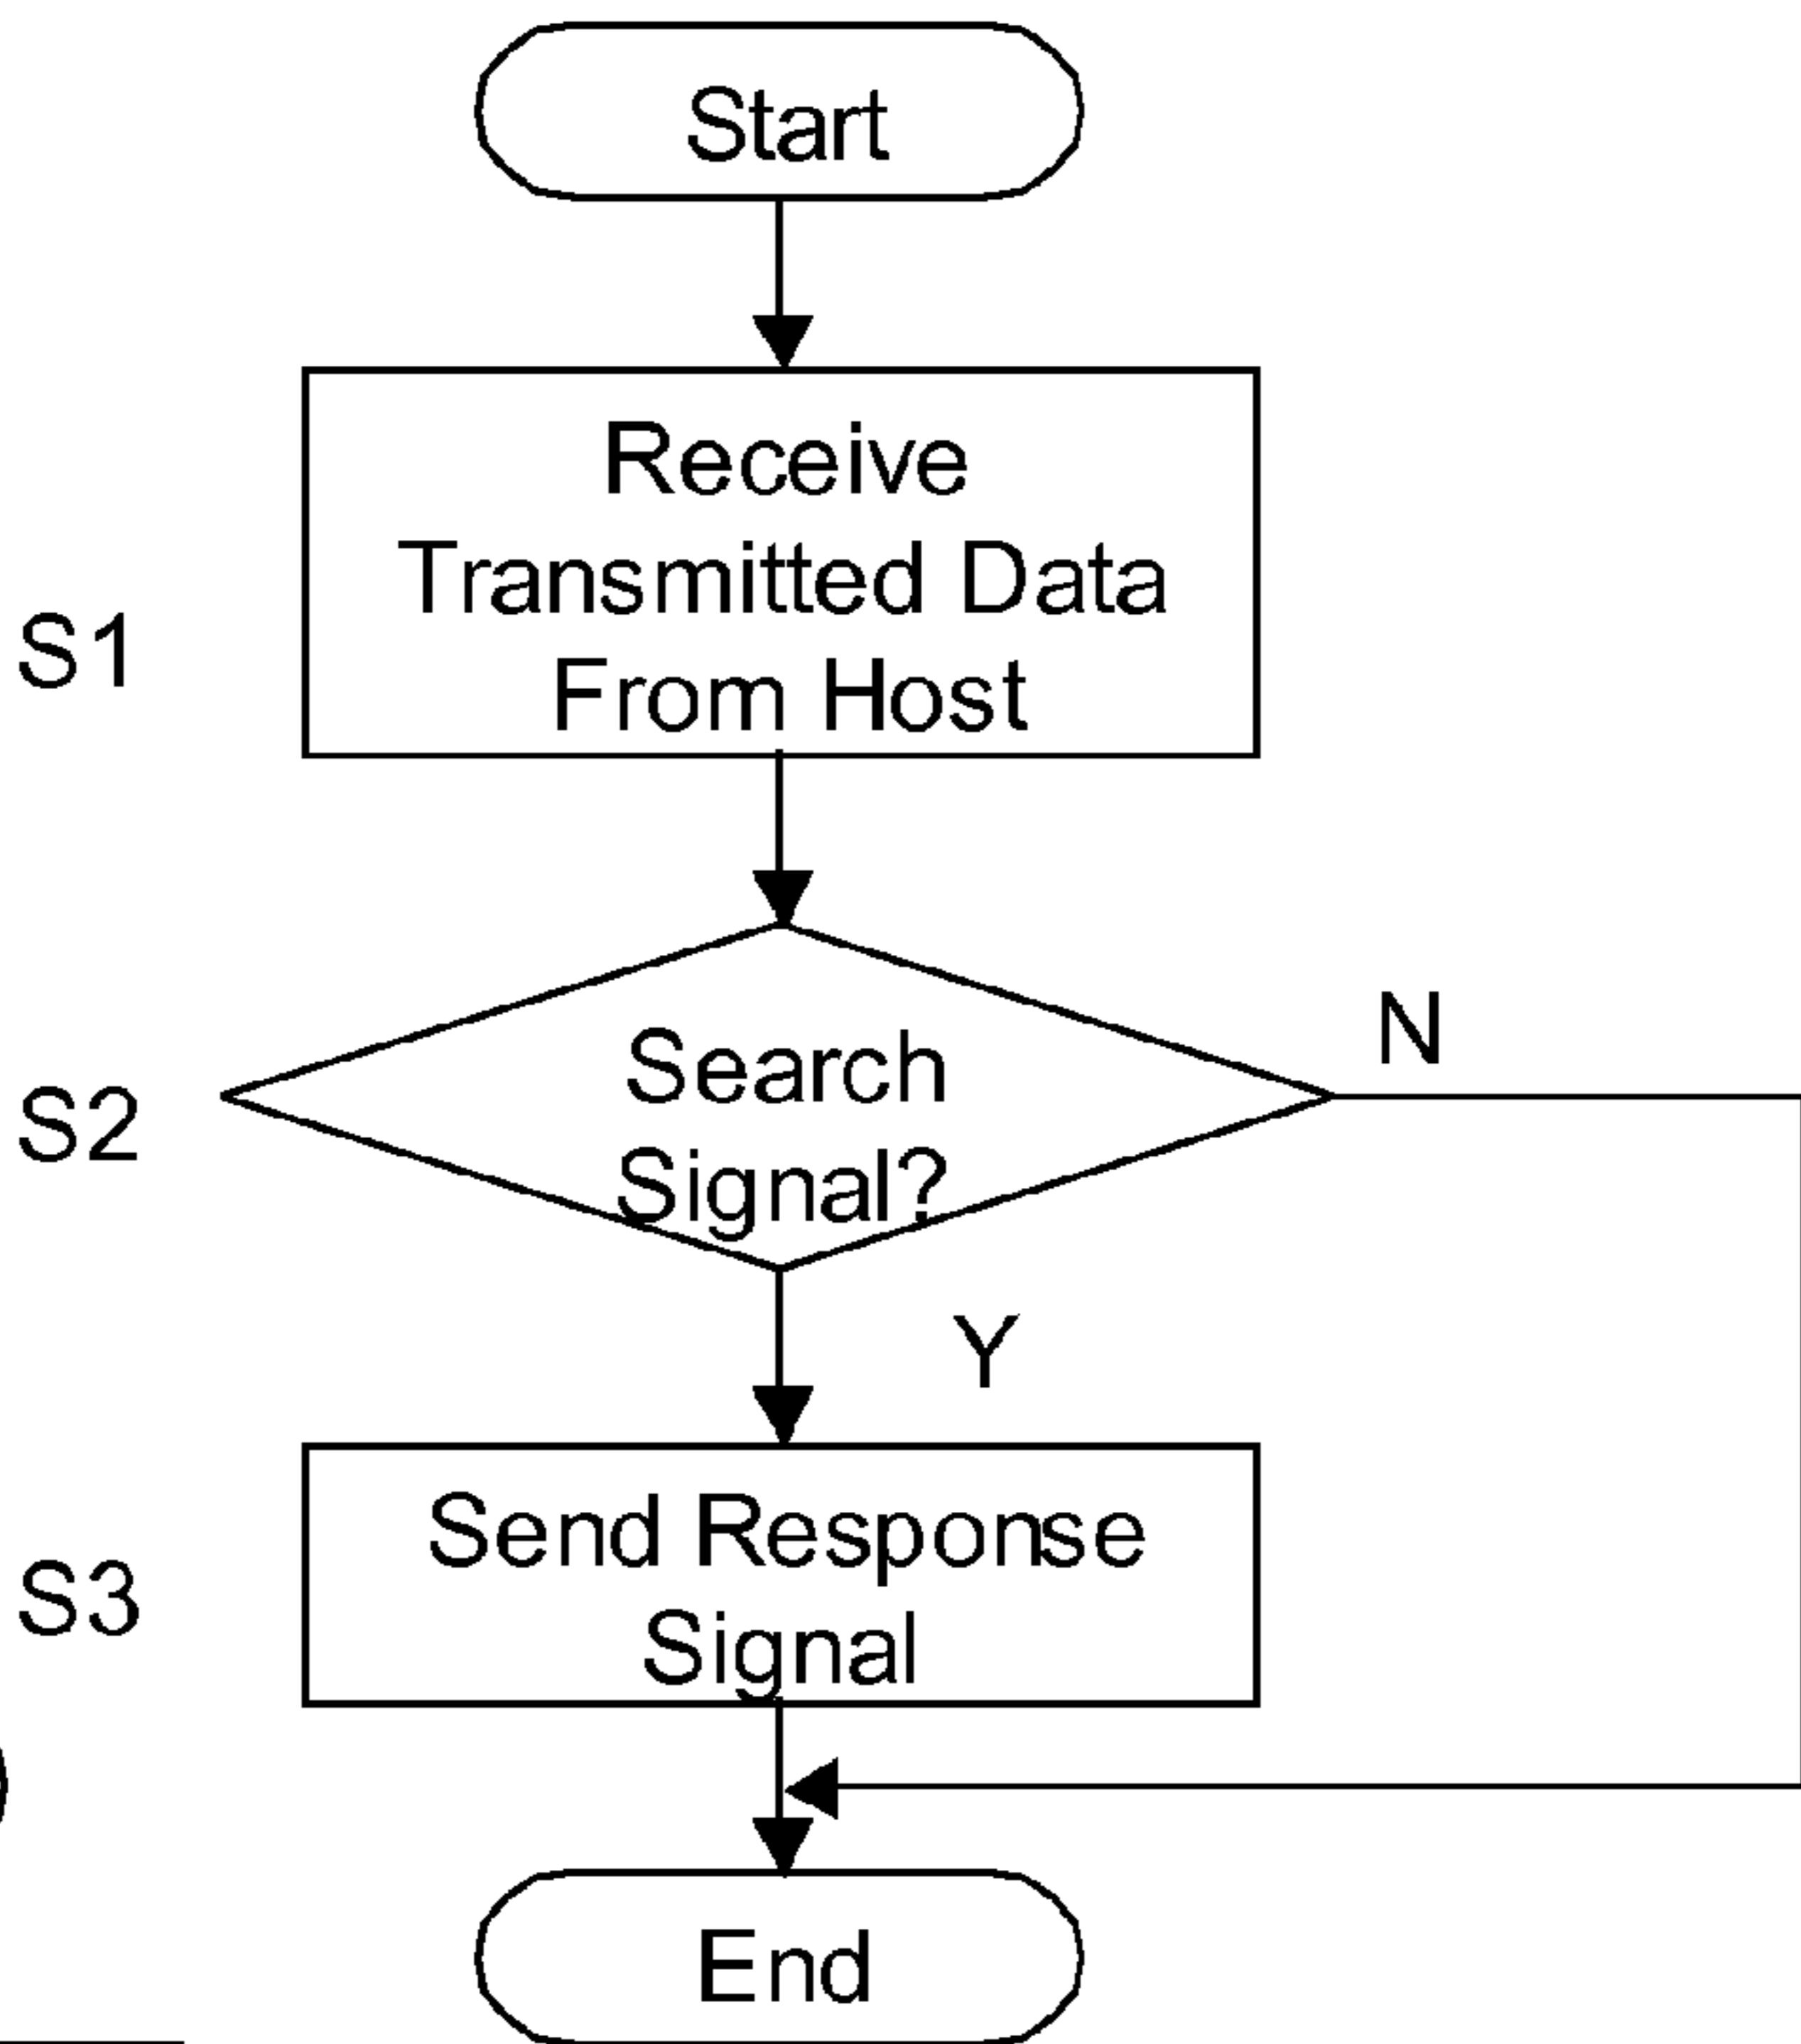 Start
Receive
Transmitted Data
From Host
S1
Search
Signal?
N
S2
Y
Send Response
Signal
S3
End